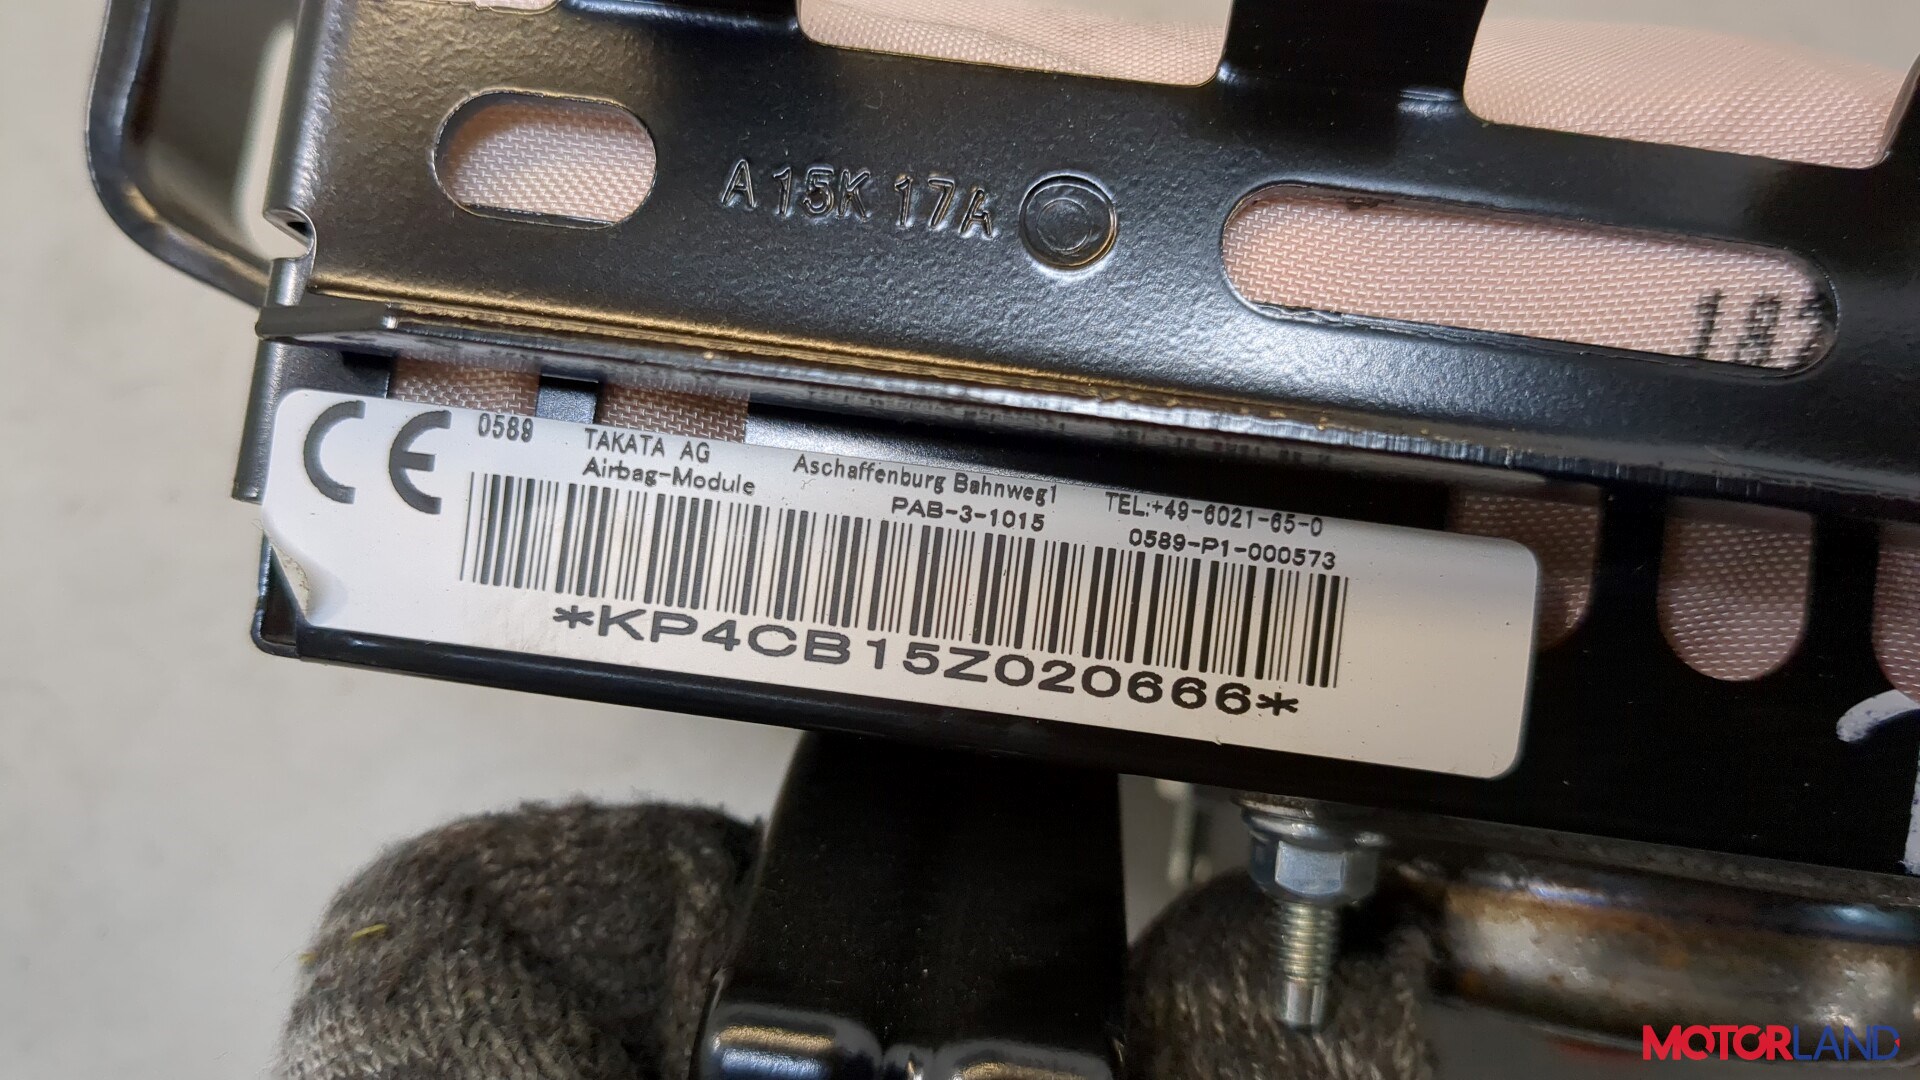 A 15K 17A
0589 TAKATA AG Aschaffenburg Bahnweg1 TEL:+49-6021-65-0
Airbag-Module PAB-3-1015 0589-P1-000573
*KP4CB15Z020666*
MOTORLAND